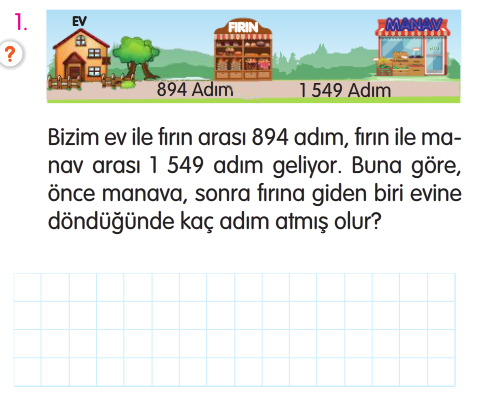 1.
?
EV
FIRIN
MANAV
894 Adım
1 549 Adım
Bizim ev ile fırın arası 894 adım, fırın ile ma-
nav arası 1 549 adım geliyor. Buna göre,
önce manava, sonra fırına giden biri evine
döndüğünde kaç adım atmış olur?